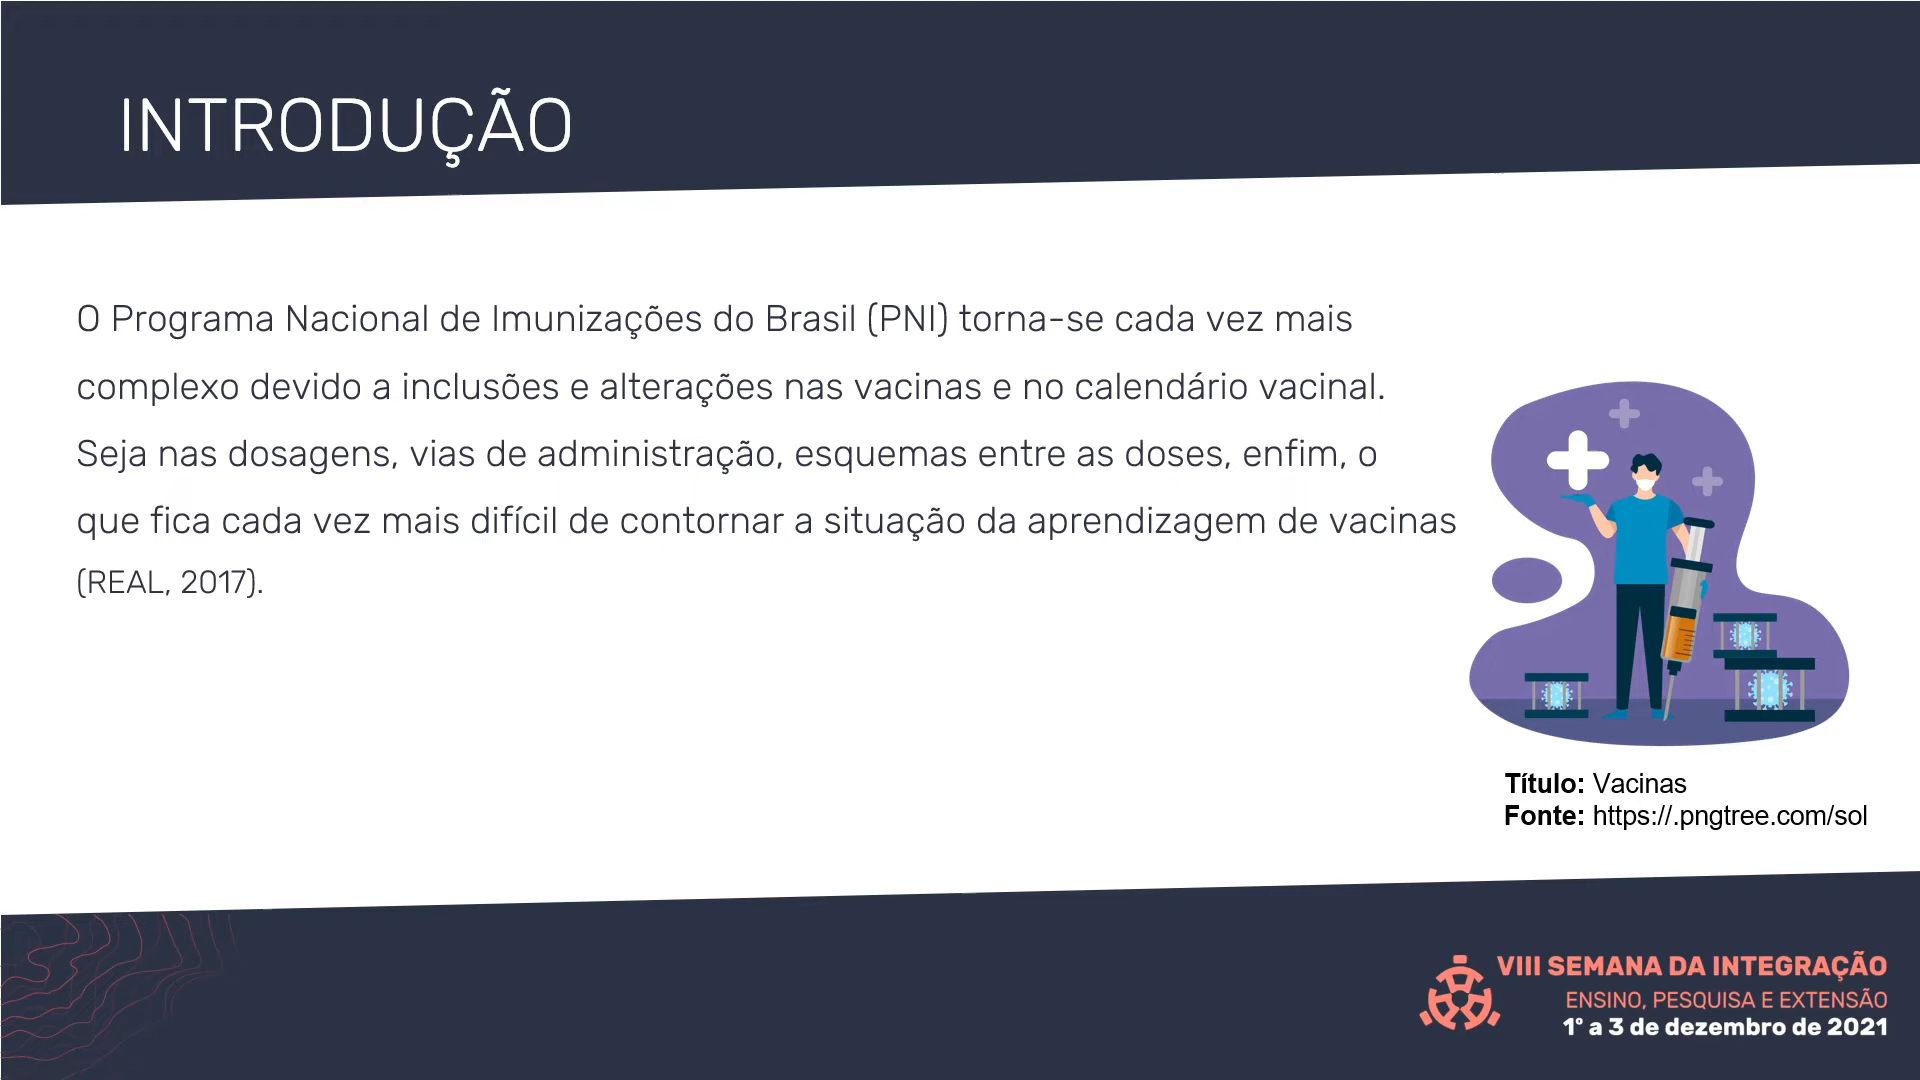 INTRODUÇÃO
O Programa Nacional de Imunizações do Brasil (PNI) torna-se cada vez mais
complexo devido a inclusões e alterações nas vacinas e no calendário vacinal.
Seja nas dosagens, vias de administração, esquemas entre as doses, enfim, o
que fica cada vez mais difícil de contornar a situação da aprendizagem de vacinas
(REAL, 2017).
Título: Vacinas
Fonte: https://.pngtree.com/sol
VIII SEMANA DA INTEGRAÇÃO
ENSINO, PESQUISA E EXTENSÃO
1º a 3 de dezembro de 2021